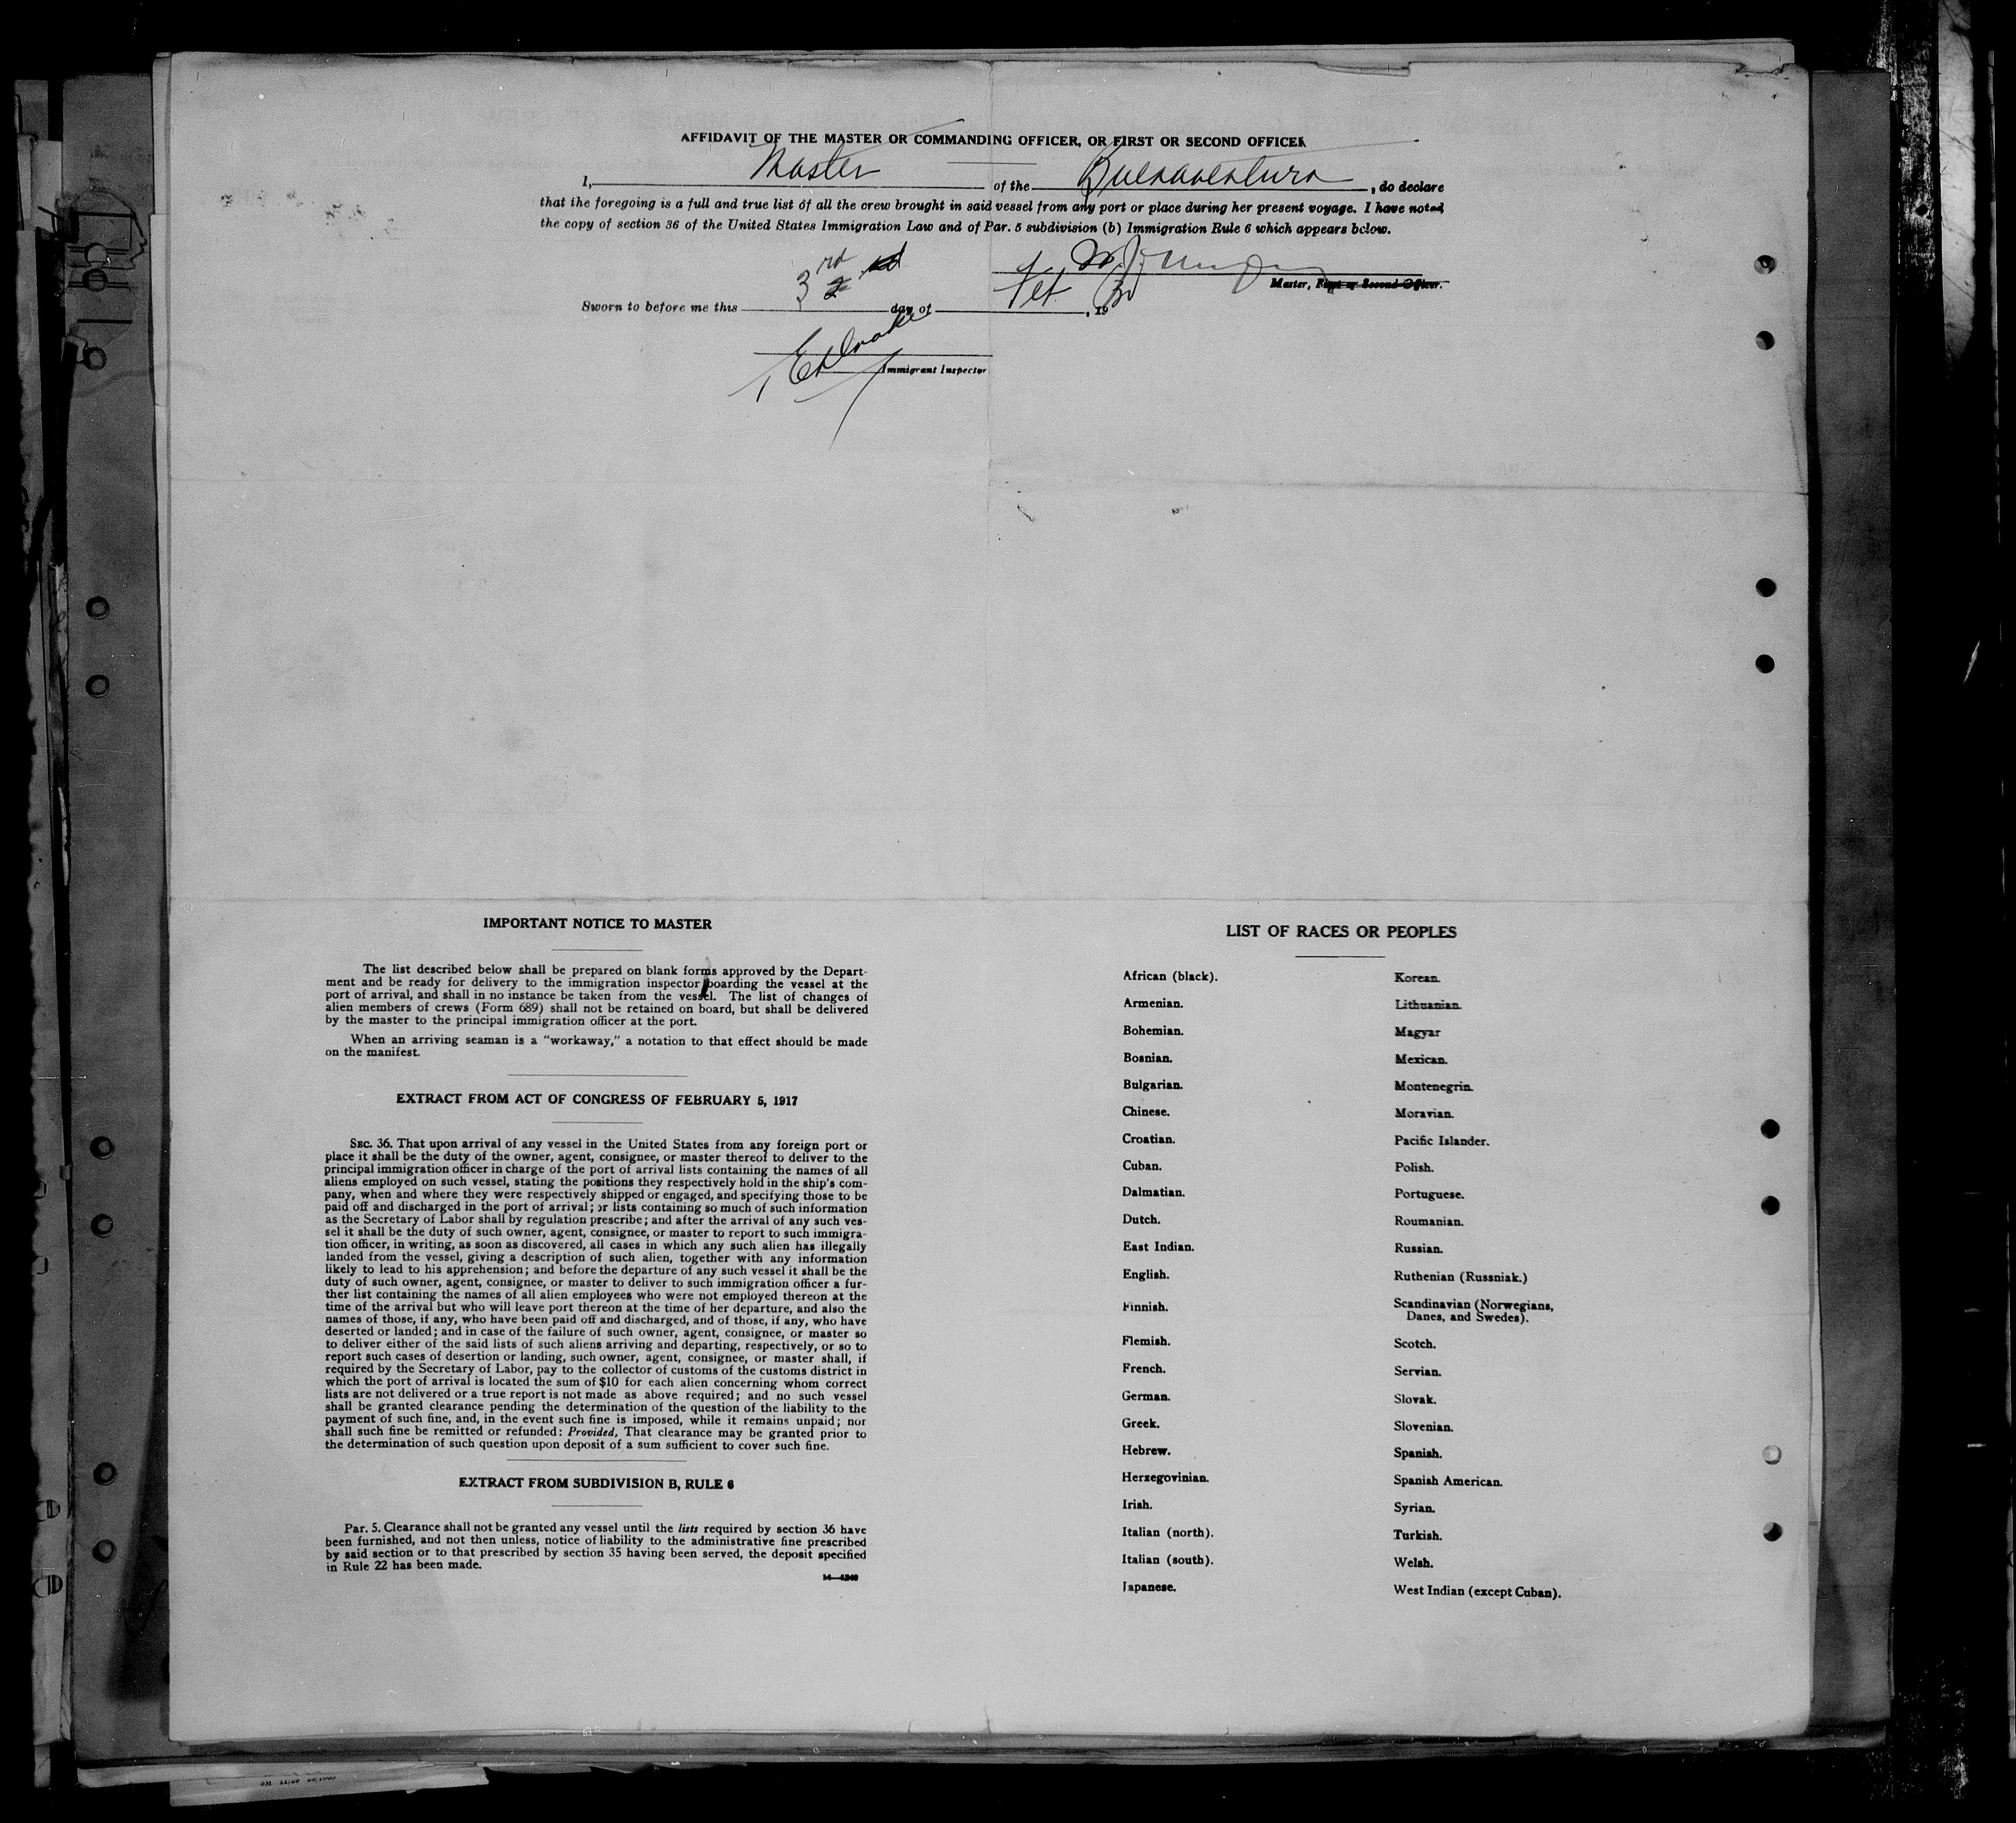 AFFIDAVIT OF THE MASTER OR COMMANDING OFFICER, OR FIRST OR SECOND OFFICER
I, Master of the Buenaventura, do declare
that the foregoing is a full and true list of all the crew brought in said vessel from any port or place during her present voyage. I have noted
the copy of section 36 of the United States Immigration Law and of Par. 5 subdivision (b) Immigration Rule 6 which appears below.
Master, First or Second Officer.
3rd
Sworn to before me this day of , 19
Immigrant Inspector
IMPORTANT NOTICE TO MASTER
The list described below shall be prepared on blank forms approved by the Depart-
ment and be ready for delivery to the immigration inspector boarding the vessel at the
port of arrival, and shall in no instance be taken from the vessel. The list of changes of
alien members of crews (Form 689) shall not be retained on board, but shall be delivered
by the master to the principal immigration officer at the port.
When an arriving seaman is a "workaway," a notation to that effect should be made
on the manifest.
EXTRACT FROM ACT OF CONGRESS OF FEBRUARY 5, 1917
SEC. 36. That upon arrival of any vessel in the United States from any foreign port or
place it shall be the duty of the owner, agent, consignee, or master thereof to deliver to the
principal immigration officer in charge of the port of arrival lists containing the names of all
aliens employed on such vessel, stating the positions they respectively hold in the ship's com-
pany, when and where they were respectively shipped or engaged, and specifying those to be
paid off and discharged in the port of arrival; or lists containing so much of such information
as the Secretary of Labor shall by regulation prescribe; and after the arrival of any such ves-
sel it shall be the duty of such owner, agent, consignee, or master to report to such immigra-
tion officer, in writing, as soon as discovered, all cases in which any such alien has illegally
landed from the vessel, giving a description of such alien, together with any information
likely to lead to his apprehension; and before the departure of any such vessel it shall be the
duty of such owner, agent, consignee, or master to deliver to such immigration officer a fur-
ther list containing the names of all alien employees who were not employed thereon at the
time of the arrival but who will leave port thereon at the time of her departure, and also the
names of those, if any, who have been paid off and discharged, and of those, if any, who have
deserted or landed; and in case of the failure of such owner, agent, consignee, or master so
to deliver either of the said lists of such aliens arriving and departing, respectively, or so to
report such cases of desertion or landing, such owner, agent, consignee, or master shall, if
required by the Secretary of Labor, pay to the collector of customs of the customs district in
which the port of arrival is located the sum of $10 for each alien concerning whom correct
lists are not delivered or a true report is not made as above required; and no such vessel
shall be granted clearance pending the determination of the question of the liability to the
payment of such fine, and, in the event such fine is imposed, while it remains unpaid; nor
shall such fine be remitted or refunded: Provided, That clearance may be granted prior to
the determination of such question upon deposit of a sum sufficient to cover such fine.
EXTRACT FROM SUBDIVISION B, RULE 6
Par. 5. Clearance shall not be granted any vessel until the lists required by section 36 have
been furnished, and not then unless, notice of liability to the administrative fine prescribed
by said section or to that prescribed by section 35 having been served, the deposit specified
in Rule 22 has been made.
LIST OF RACES OR PEOPLES
African (black).
Armenian.
Bohemian.
Bosnian.
Bulgarian.
Chinese.
Croatian.
Cuban.
Dalmatian.
Dutch.
East Indian.
English.
Finnish.
Flemish.
French.
German.
Greek.
Hebrew.
Herzegovinian.
Irish.
Italian (north).
Italian (south).
Japanese.
Korean.
Lithuanian.
Magyar
Mexican.
Montenegrin.
Moravian.
Pacific Islander.
Polish.
Portuguese.
Roumanian.
Russian.
Ruthenian (Russniak.)
Scandinavian (Norwegians,
Danes, and Swedes).
Scotch.
Servian.
Slovak.
Slovenian.
Spanish.
Spanish American.
Syrian.
Turkish.
Welsh.
West Indian (except Cuban).